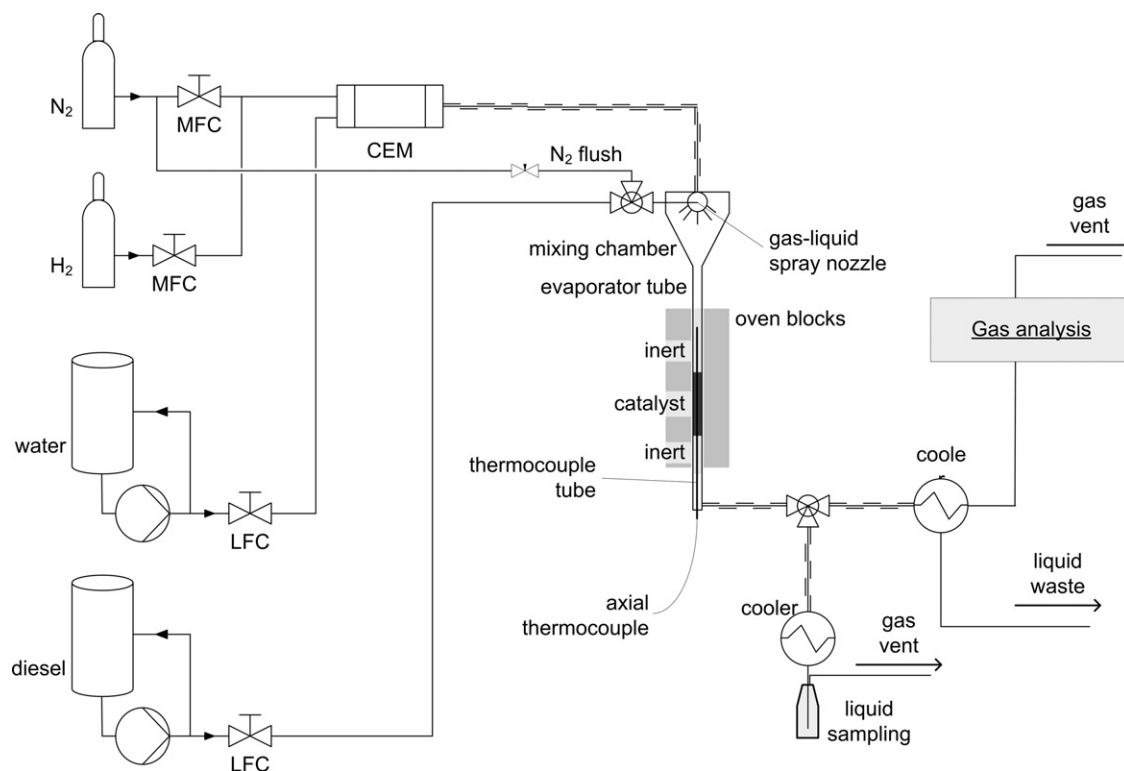 N2
MFC
CEM
N2 flush
H2
MFC
mixing chamber
gas-liquid
spray nozzle
gas
vent
evaporator tube
oven blocks
Gas analysis
inert
catalyst
inert
water
LFC
thermocouple
tube
coole
r
axial
thermocouple
cooler
gas
vent
liquid
waste
diesel
LFC
liquid
sampling